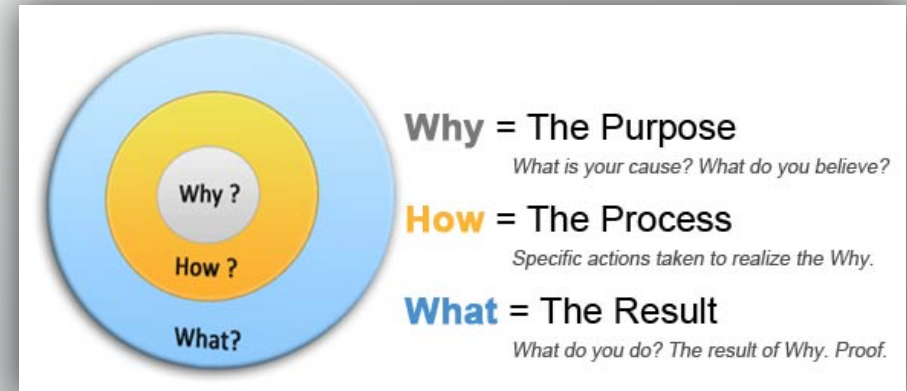 Why ?
How ?
What?
Why = The Purpose
What is your cause? What do you believe?
How = The Process
Specific actions taken to realize the Why.
What = The Result
What do you do? The result of Why. Proof.